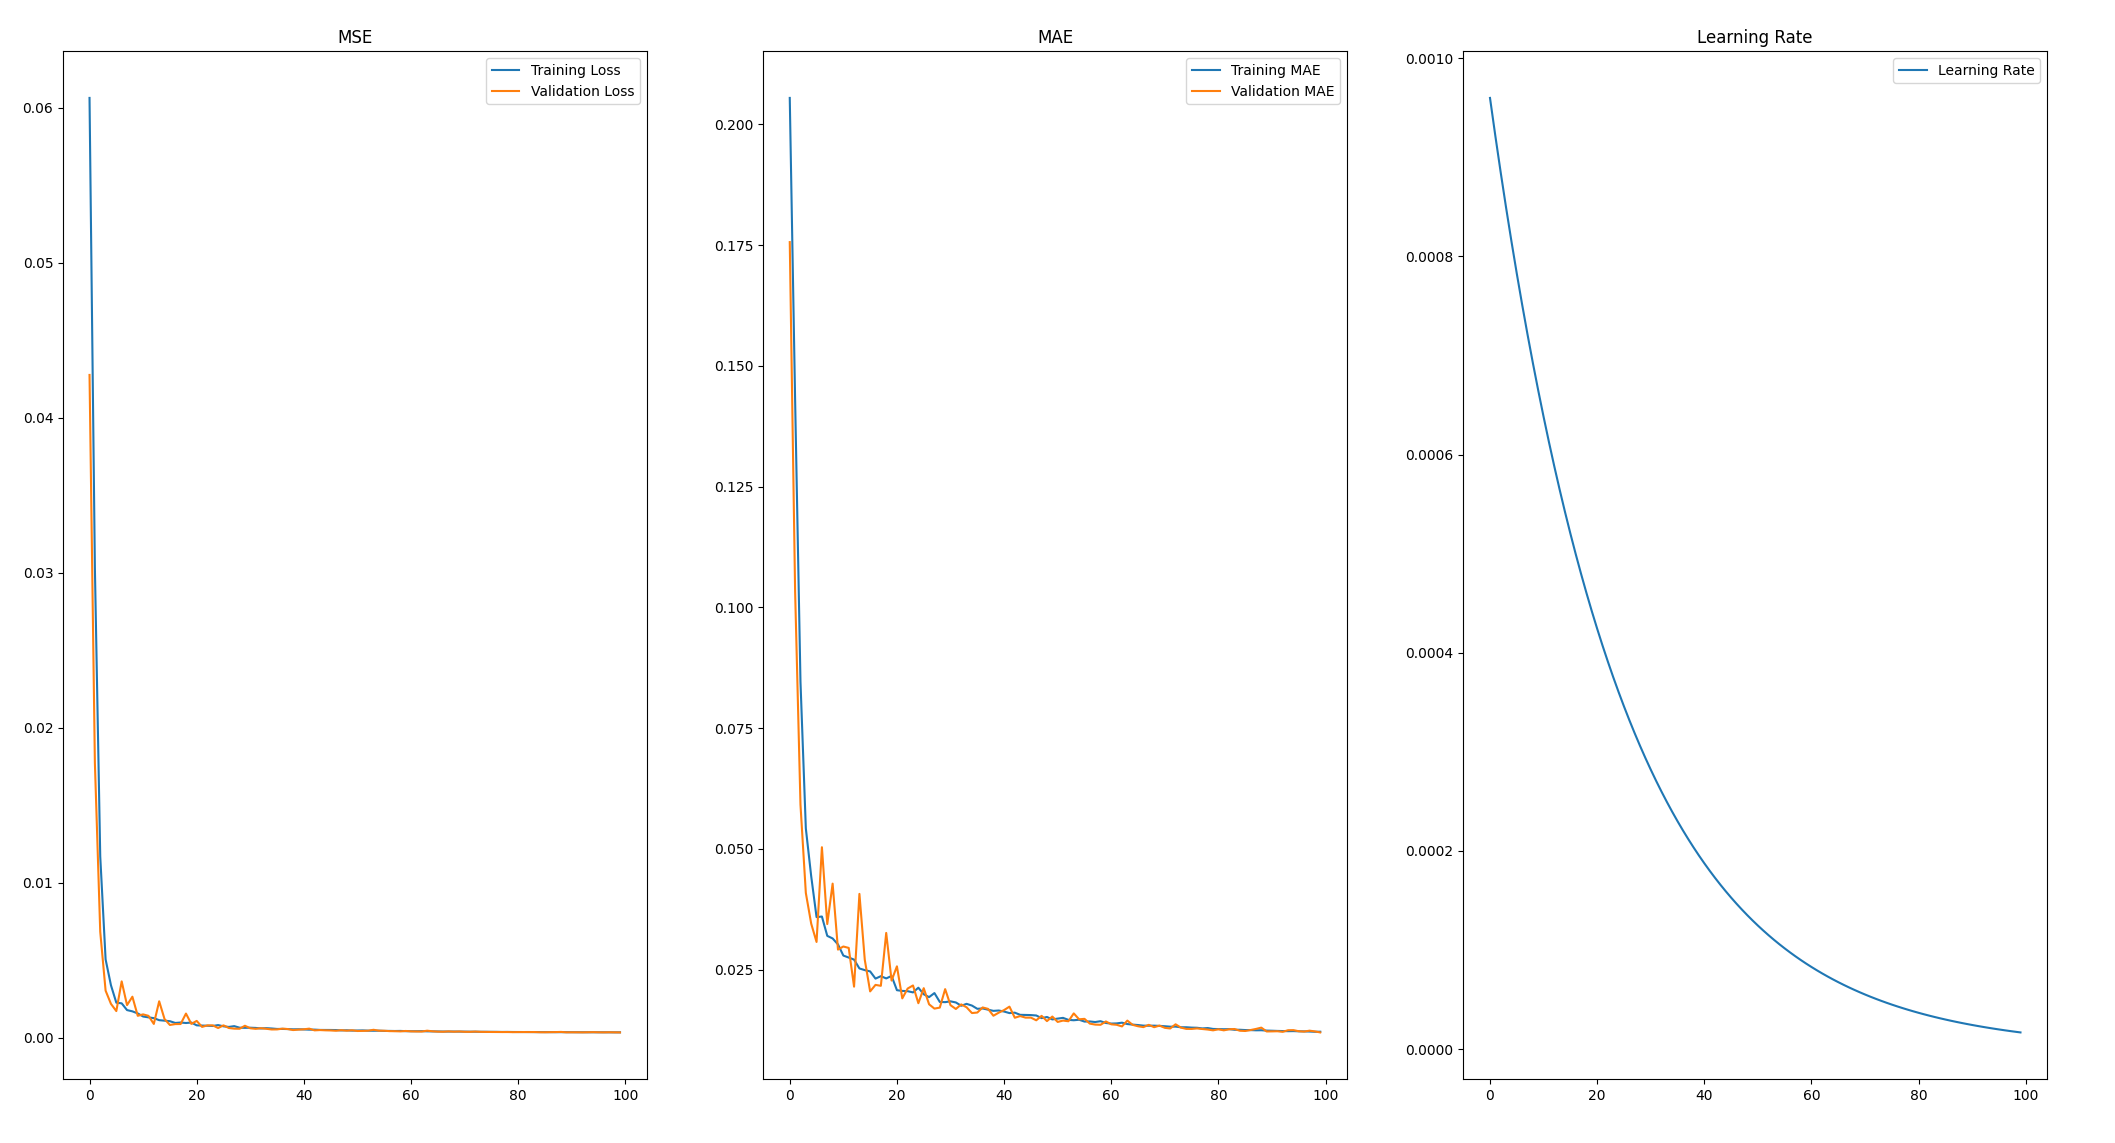 MSE
Training Loss
Validation Loss
0.06
0.05
0.04
0.03
0.02
0.01
0.00
0 20 40 60 80 100
MAE
Training MAE
Validation MAE
0.200
0.175
0.150
0.125
0.100
0.075
0.050
0.025
0 20 40 60 80 100
Learning Rate
Learning Rate
0.0010
0.0008
0.0006
0.0004
0.0002
0.0000
0 20 40 60 80 100